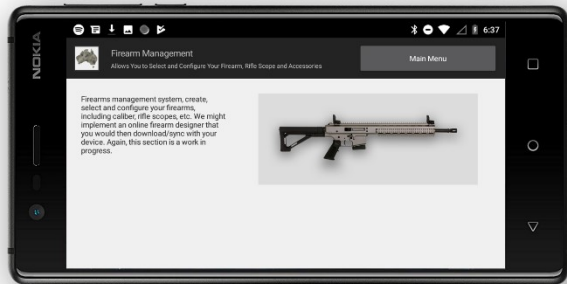 NOKIA
6:37
Firearm Management
Allows You to Select and Configure Your Firearm, Rifle Scope and Accessories
Main Menu
Firearms management system, create,
select and configure your firearms,
including caliber, rifle scopes, etc. We might
implement an online firearm designer that
you would then download/sync with your
device. Again, this section is a work in
progress.